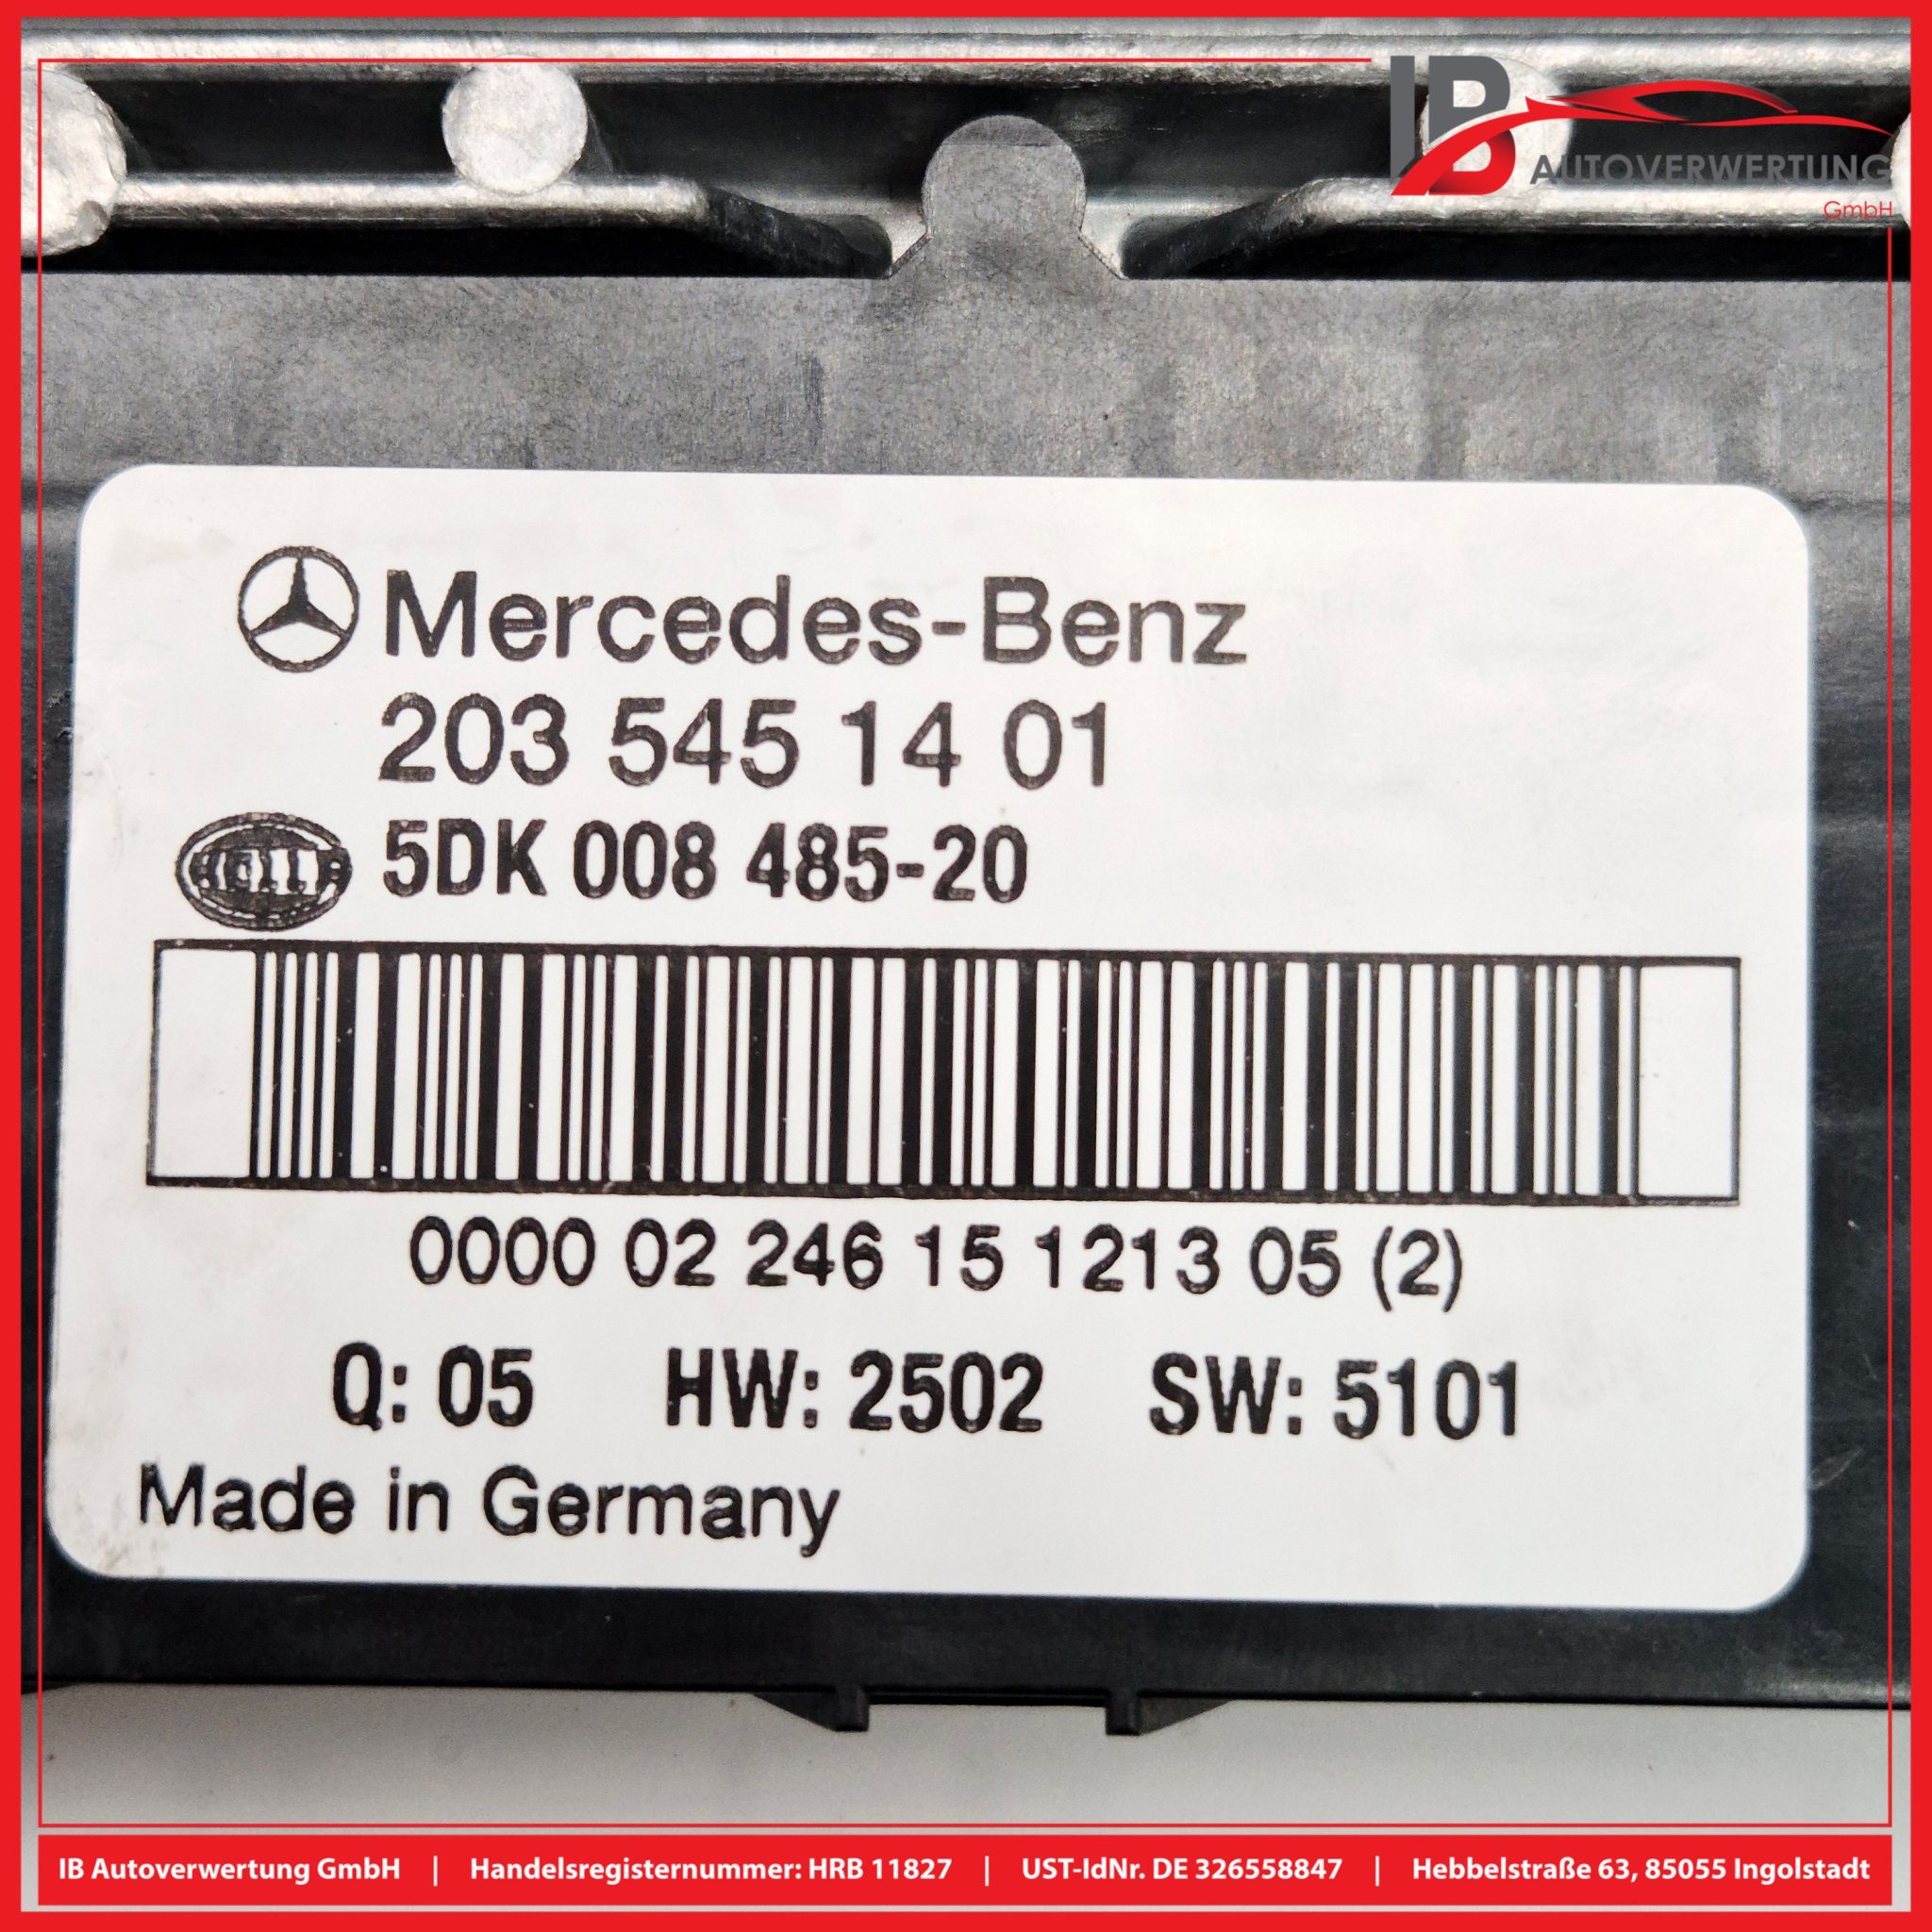 IB
AUTOVERWERTUNG
GmbH
Mercedes-Benz
203 545 14 01
HELLA 5DK 008 485-20
0000 02 246 15 1213 05 (2)
Q: 05 HW: 2502 SW: 5101
Made in Germany
IB Autoverwertung GmbH | Handelsregisternummer: HRB 11827 | UST-IdNr. DE 326558847 | Hebbelstraße 63, 85055 Ingolstadt